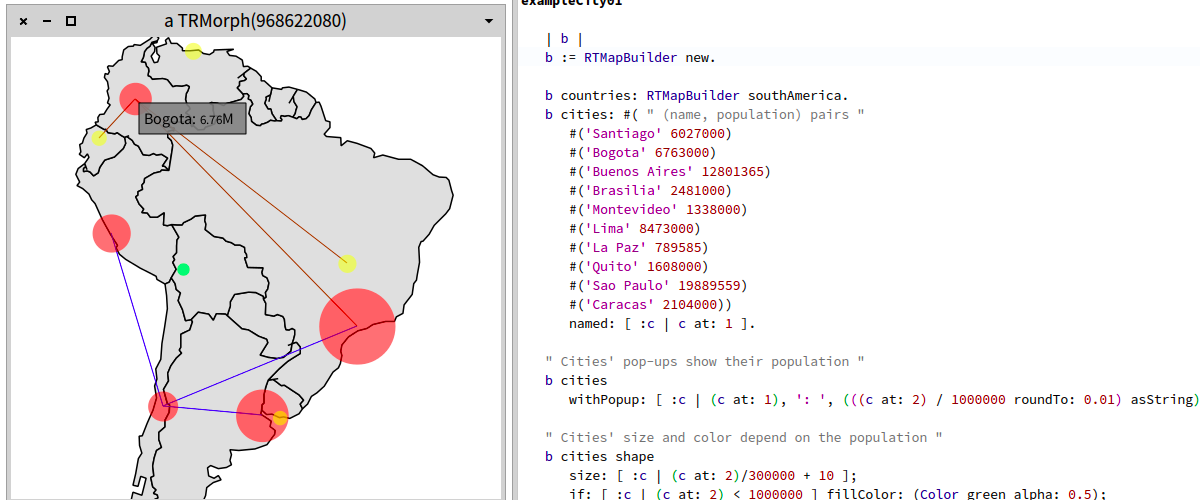 a TRMorph(968622080)
Bogota: 6.76M
exampleCity01
| b |
b := RTMapBuilder new.
b countries: RTMapBuilder southAmerica.
b cities: #( " (name, population) pairs "
#('Santiago' 6027000)
#('Bogota' 6763000)
#('Buenos Aires' 12801365)
#('Brasilia' 2481000)
#('Montevideo' 1338000)
#('Lima' 8473000)
#('La Paz' 789585)
#('Quito' 1608000)
#('Sao Paulo' 19889559)
#('Caracas' 2104000))
named: [ :c | c at: 1 ].
" Cities' pop-ups show their population "
b cities
withPopup: [ :c | (c at: 1), ': ', (((c at: 2) / 1000000 roundTo: 0.01) asString)
" Cities' size and color depend on the population "
b cities shape
size: [ :c | (c at: 2)/300000 + 10 ];
if: [ :c | (c at: 2) < 1000000 ] fillColor: (Color green alpha: 0.5);